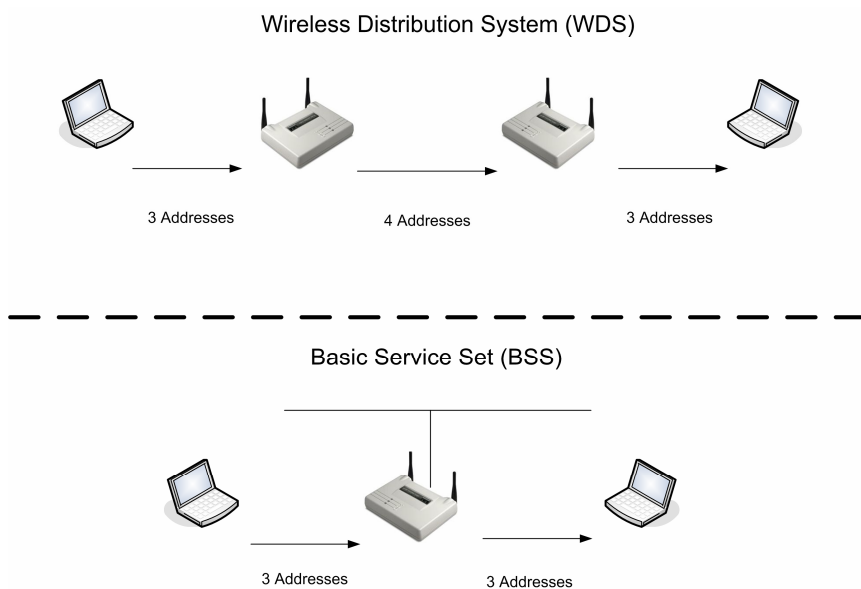 Wireless Distribution System (WDS)
3 Addresses
4 Addresses
3 Addresses
Basic Service Set (BSS)
3 Addresses
3 Addresses